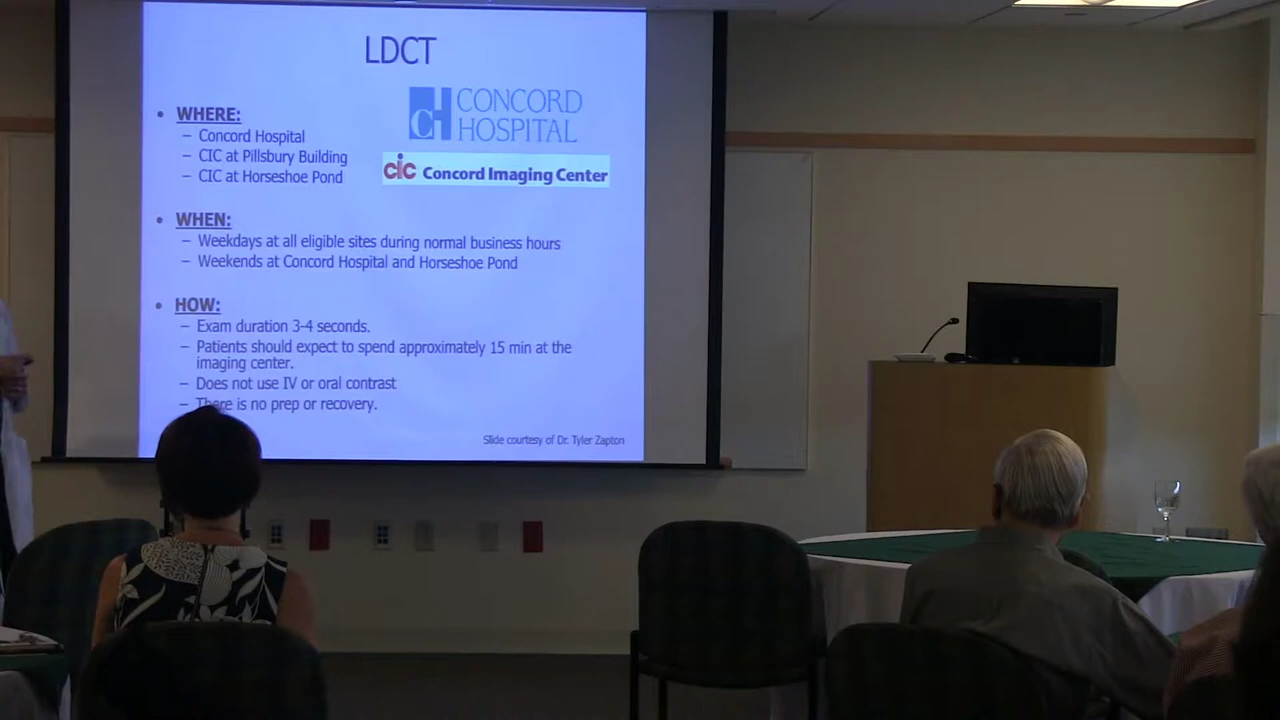 LDCT
CONCORD
HOSPITAL
CH
cic Concord Imaging Center
• WHERE:
– Concord Hospital
– CIC at Pillsbury Building
– CIC at Horseshoe Pond
• WHEN:
– Weekdays at all eligible sites during normal business hours
– Weekends at Concord Hospital and Horseshoe Pond
• HOW:
– Exam duration 3-4 seconds.
– Patients should expect to spend approximately 15 min at the
imaging center.
– Does not use IV or oral contrast
– There is no prep or recovery.
Slide courtesy of Dr. Tyler Zapton